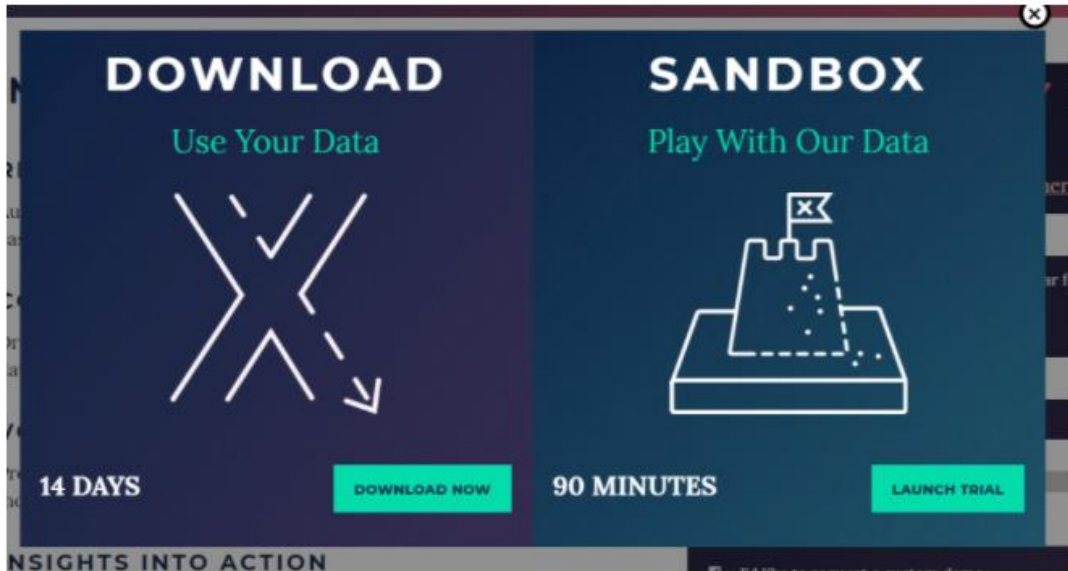 DOWNLOAD
Use Your Data
14 DAYS
DOWNLOAD NOW
SANDBOX
Play With Our Data
90 MINUTES
LAUNCH TRIAL
NSIGHTS INTO ACTION